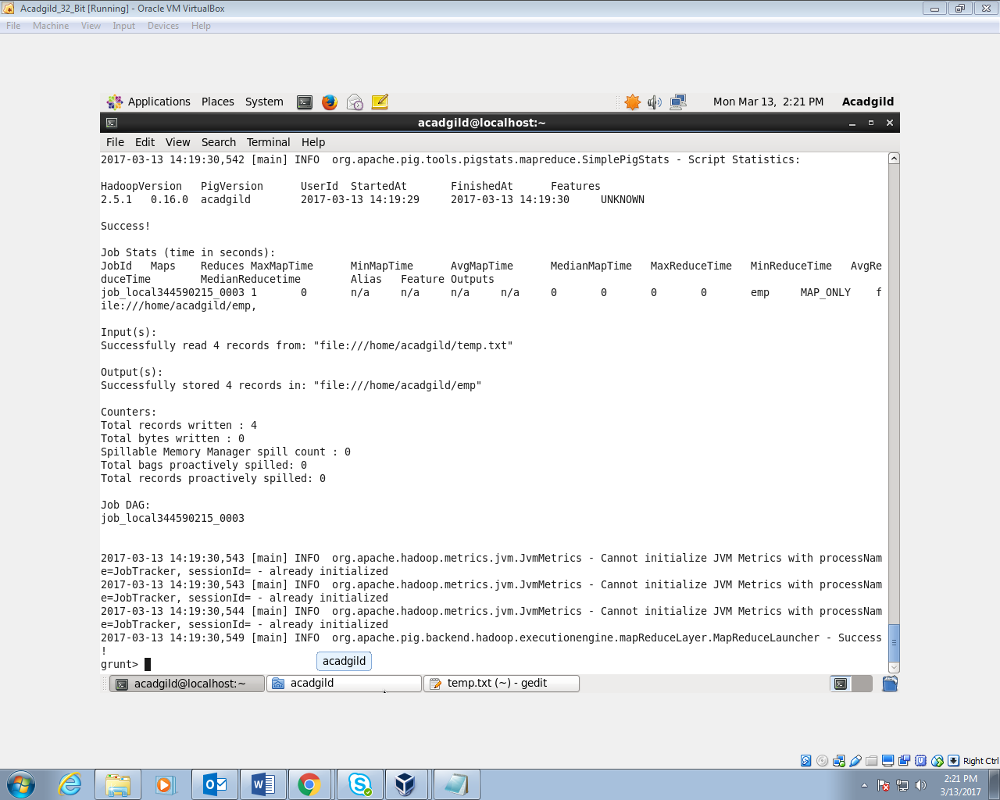 Acadgild_32_Bit [Running] - Oracle VM VirtualBox
File Machine View Input Devices Help
Applications Places System Mon Mar 13, 2:21 PM Acadgild
acadgild@localhost:~
File Edit View Search Terminal Help
2017-03-13 14:19:30,542 [main] INFO  org.apache.pig.tools.pigstats.mapreduce.SimplePigStats - Script Statistics:
HadoopVersion   PigVersion      UserId  StartedAt       FinishedAt      Features
2.5.1   0.16.0  acadgild        2017-03-13 14:19:29     2017-03-13 14:19:30     UNKNOWN
Success!
Job Stats (time in seconds):
JobId   Maps    Reduces MaxMapTime      MinMapTime      AvgMapTime      MedianMapTime   MaxReduceTime   MinReduceTime   AvgRe
duceTime        MedianReducetime        Alias   Feature Outputs
job_local344590215_0003 1       0       n/a     n/a     n/a     n/a     0       0       0       0       emp     MAP_ONLY    f
ile:///home/acadgild/emp,
Input(s):
Successfully read 4 records from: "file:///home/acadgild/temp.txt"
Output(s):
Successfully stored 4 records in: "file:///home/acadgild/emp"
Counters:
Total records written : 4
Total bytes written : 0
Spillable Memory Manager spill count : 0
Total bags proactively spilled: 0
Total records proactively spilled: 0
Job DAG:
job_local344590215_0003
2017-03-13 14:19:30,543 [main] INFO  org.apache.hadoop.metrics.jvm.JvmMetrics - Cannot initialize JVM Metrics with processNam
e=JobTracker, sessionId= - already initialized
2017-03-13 14:19:30,543 [main] INFO  org.apache.hadoop.metrics.jvm.JvmMetrics - Cannot initialize JVM Metrics with processNam
e=JobTracker, sessionId= - already initialized
2017-03-13 14:19:30,544 [main] INFO  org.apache.hadoop.metrics.jvm.JvmMetrics - Cannot initialize JVM Metrics with processNam
e=JobTracker, sessionId= - already initialized
2017-03-13 14:19:30,549 [main] INFO  org.apache.pig.backend.hadoop.executionengine.mapReduceLayer.MapReduceLauncher - Success
!
grunt>
acadgild
acadgild@localhost:~ acadgild temp.txt (~) - gedit
Right Ctrl
2:21 PM
3/13/2017